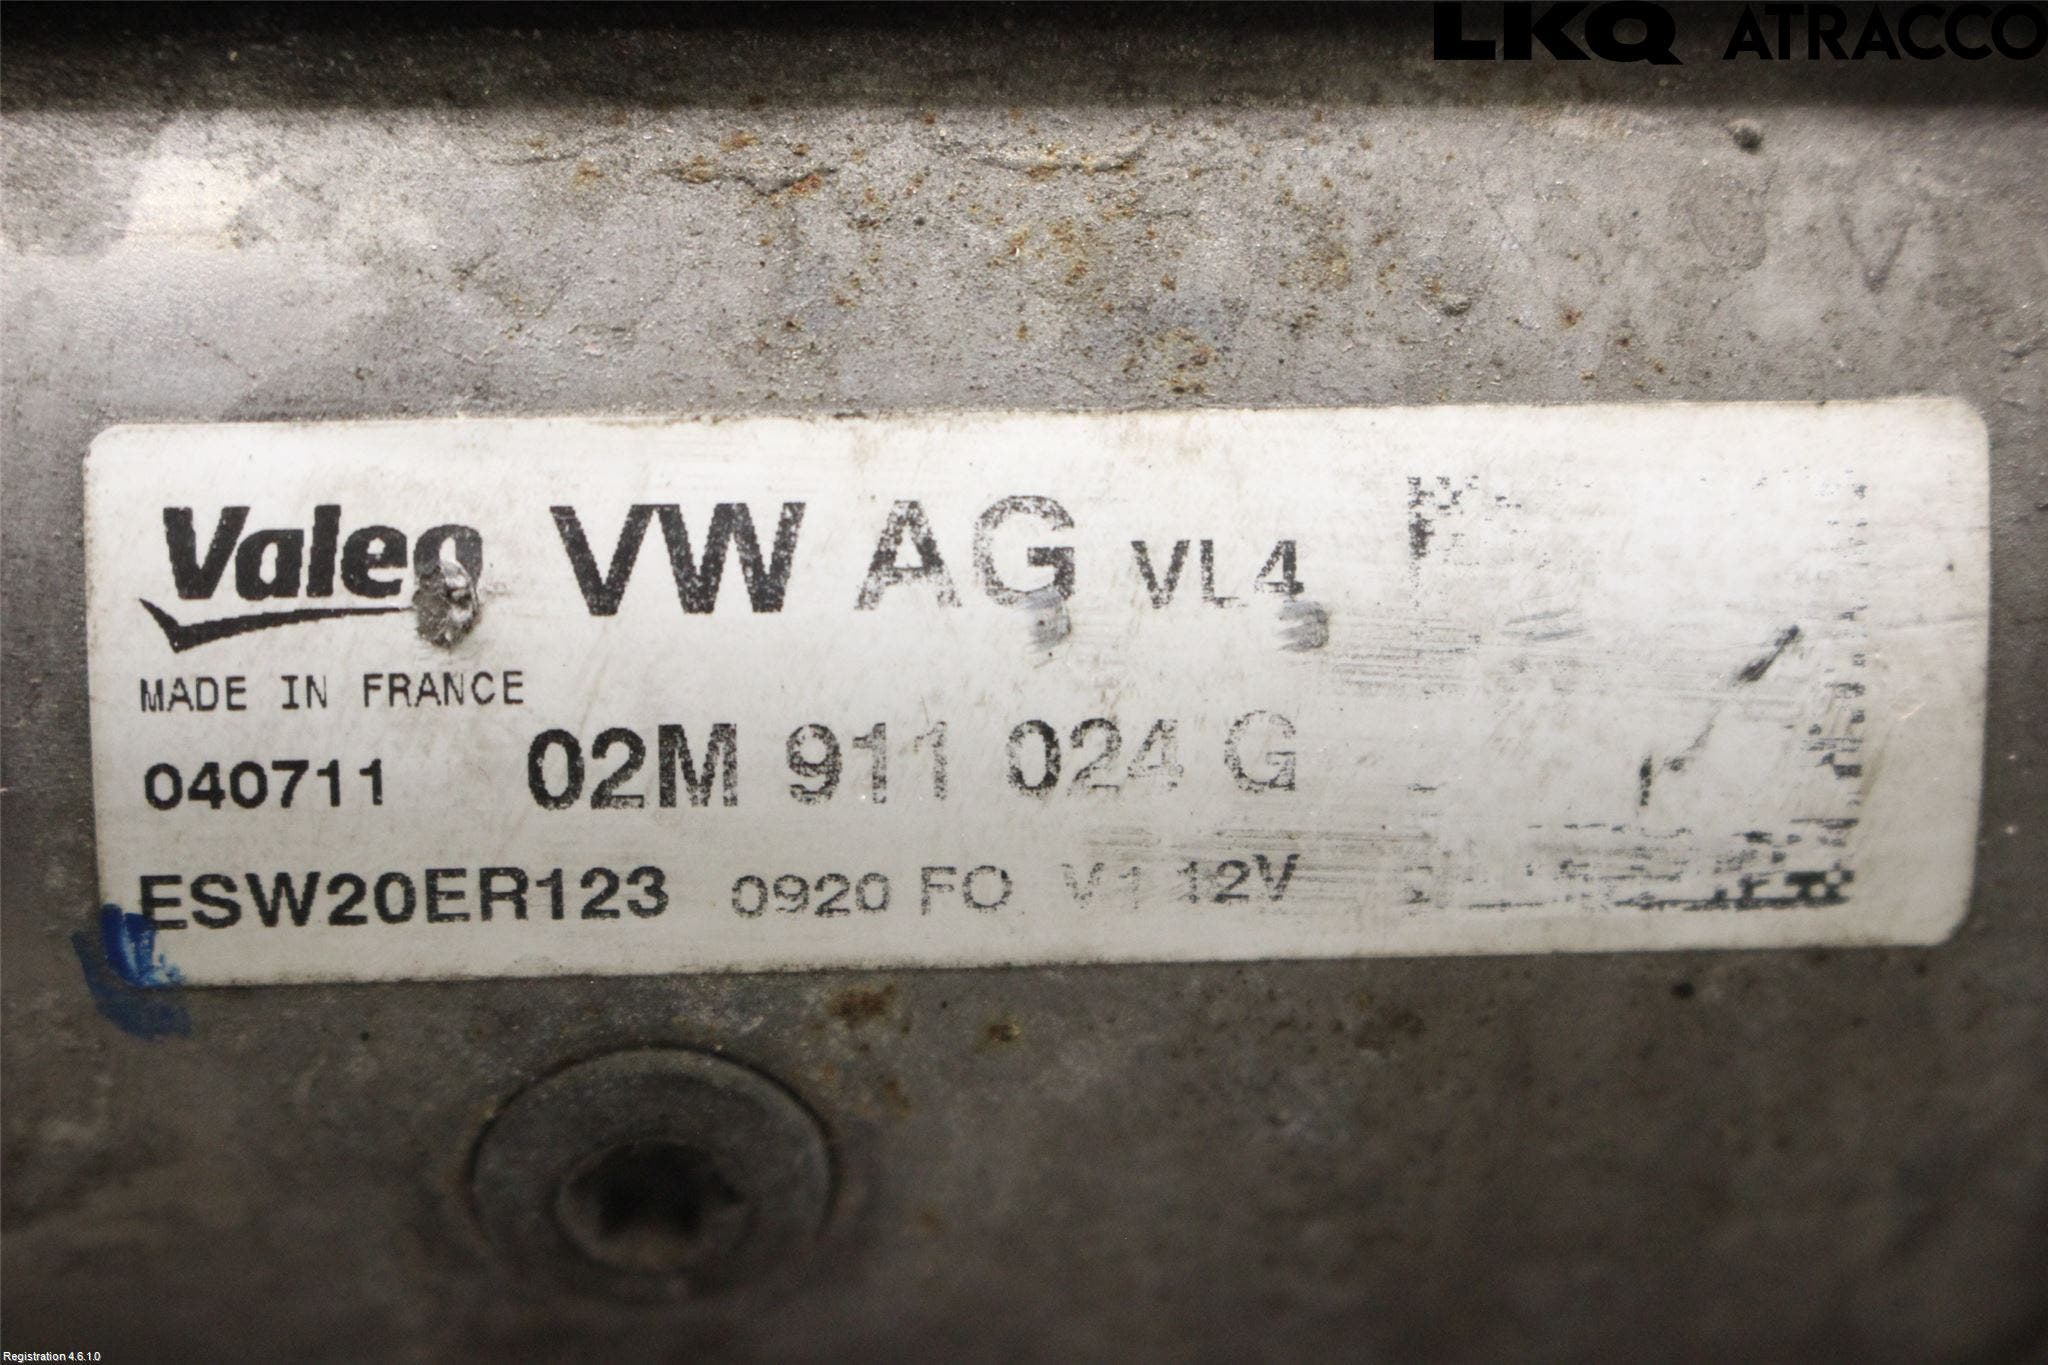 LKQ ATRACCO
Valeo VW AG VL4
MADE IN FRANCE
040711 02M 911 024 G
ESW20ER123 0920 FO V1 12V
Registration 4.6.1.0